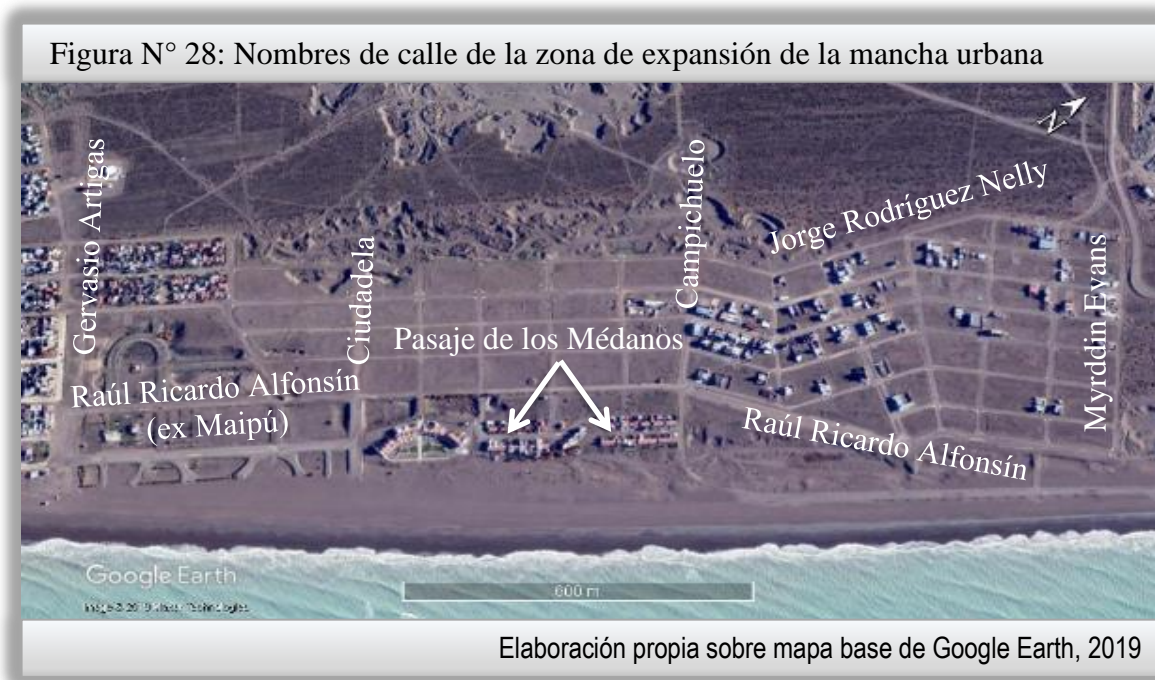 Figura N° 28: Nombres de calle de la zona de expansión de la mancha urbana
N
Gervasio Artigas
Ciudadela
Campichuelo
Jorge Rodríguez Nelly
Myrddin Evans
Pasaje de los Médanos
Raúl Ricardo Alfonsín
(ex Maipú)
Raúl Ricardo Alfonsín
Google Earth
600 m
Elaboración propia sobre mapa base de Google Earth, 2019